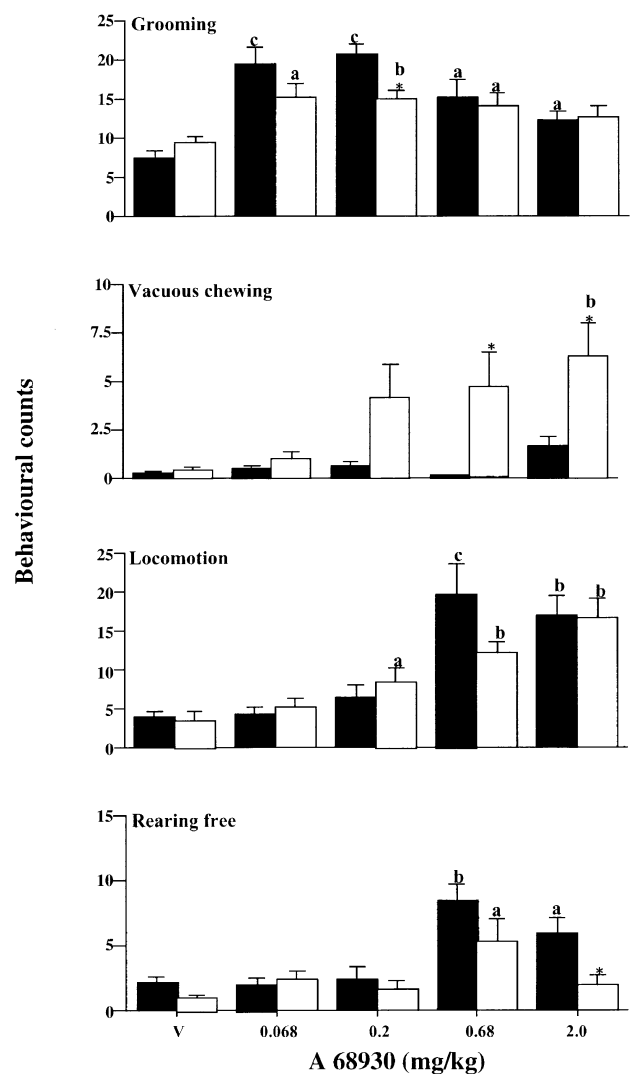 Grooming
25
20
15
10
5
0
c
a
c
b
*
a
a
a
Vacuous chewing
10
7.5
5
2.5
0
*
b
*
Behavioural counts
Locomotion
25
20
15
10
5
0
a
c
b
b
b
Rearing free
15
10
5
0
b
a
a
*
V 0.068 0.2 0.68 2.0
A 68930 (mg/kg)